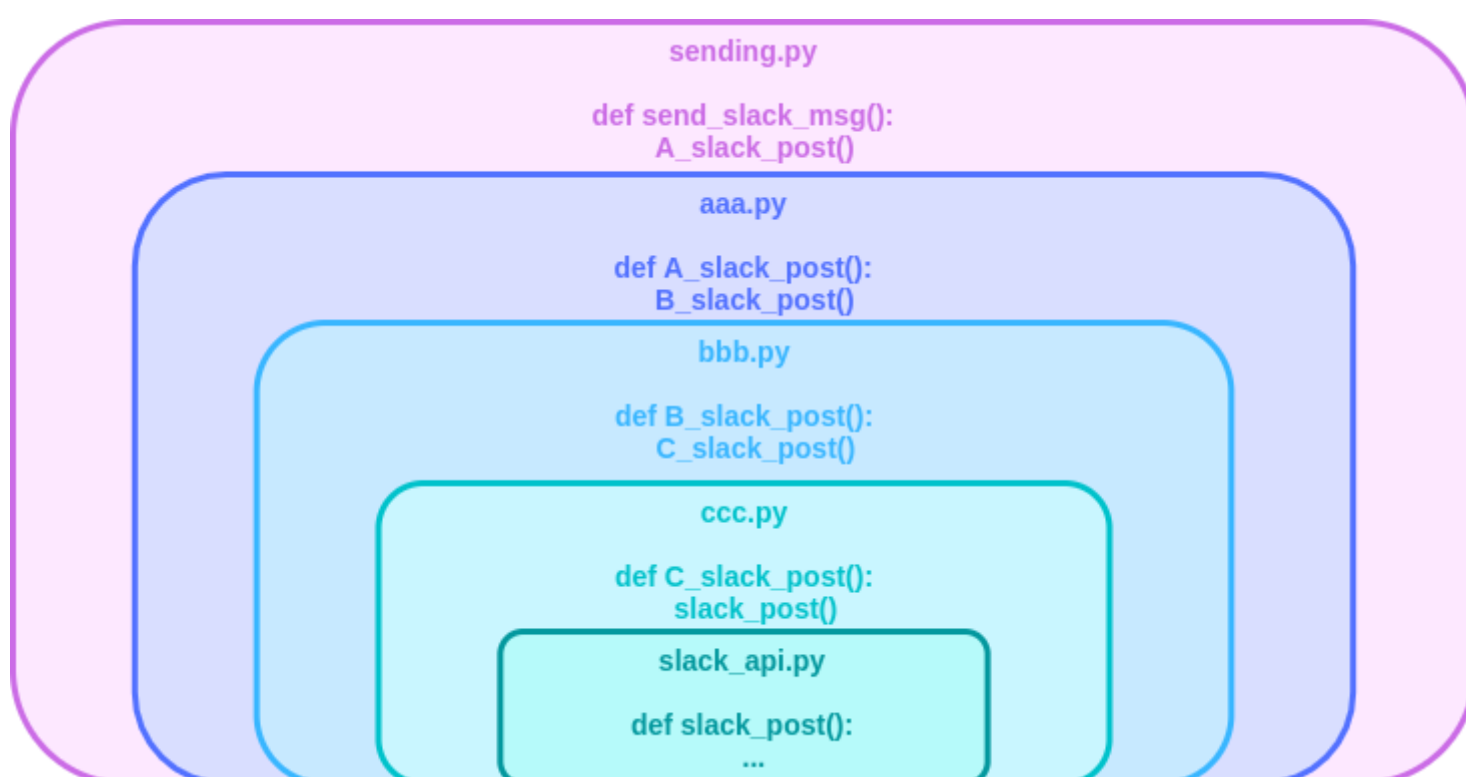 sending.py
def send_slack_msg():
A_slack_post()
aaa.py
def A_slack_post():
B_slack_post()
bbb.py
def B_slack_post():
C_slack_post()
ccc.py
def C_slack_post():
slack_post()
slack_api.py
def slack_post():
...